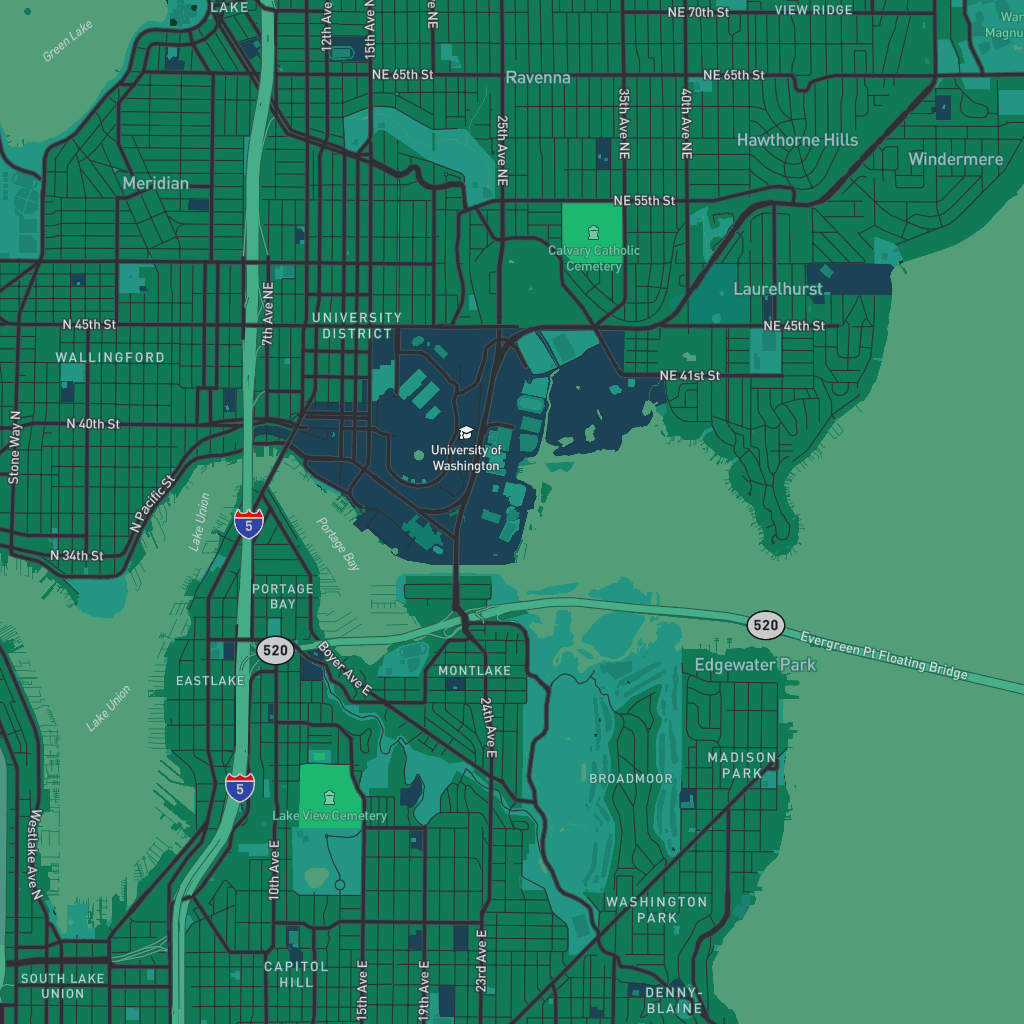 LAKE
12th Ave NE
15th Ave N
NE
NE 70th St
VIEW RIDGE
War
Magnu
Green Lake
NE 65th St
Ravenna
NE 65th St
25th Ave NE
35th Ave NE
40th Ave NE
Hawthorne Hills
Windermere
Meridian
NE 55th St
Calvary Catholic
Cemetery
Laurelhurst
7th Ave NE
N 45th St
UNIVERSITY
DISTRICT
NE 45th St
WALLINGFORD
NE 41st St
Stone Way N
N 40th St
University of
Washington
N Pacific St
Lake Union
5
Portage Bay
N 34th St
PORTAGE
BAY
520
520
Evergreen Pt Floating Bridge
Boyer Ave E
Edgewater Park
EASTLAKE
MONTLAKE
Lake Union
24th Ave E
MADISON
PARK
BROADMOOR
5
Lake View Cemetery
Westlake Ave N
10th Ave E
WASHINGTON
PARK
23rd Ave E
CAPITOL
HILL
15th Ave E
19th Ave E
SOUTH LAKE
UNION
DENNY-
BLAINE